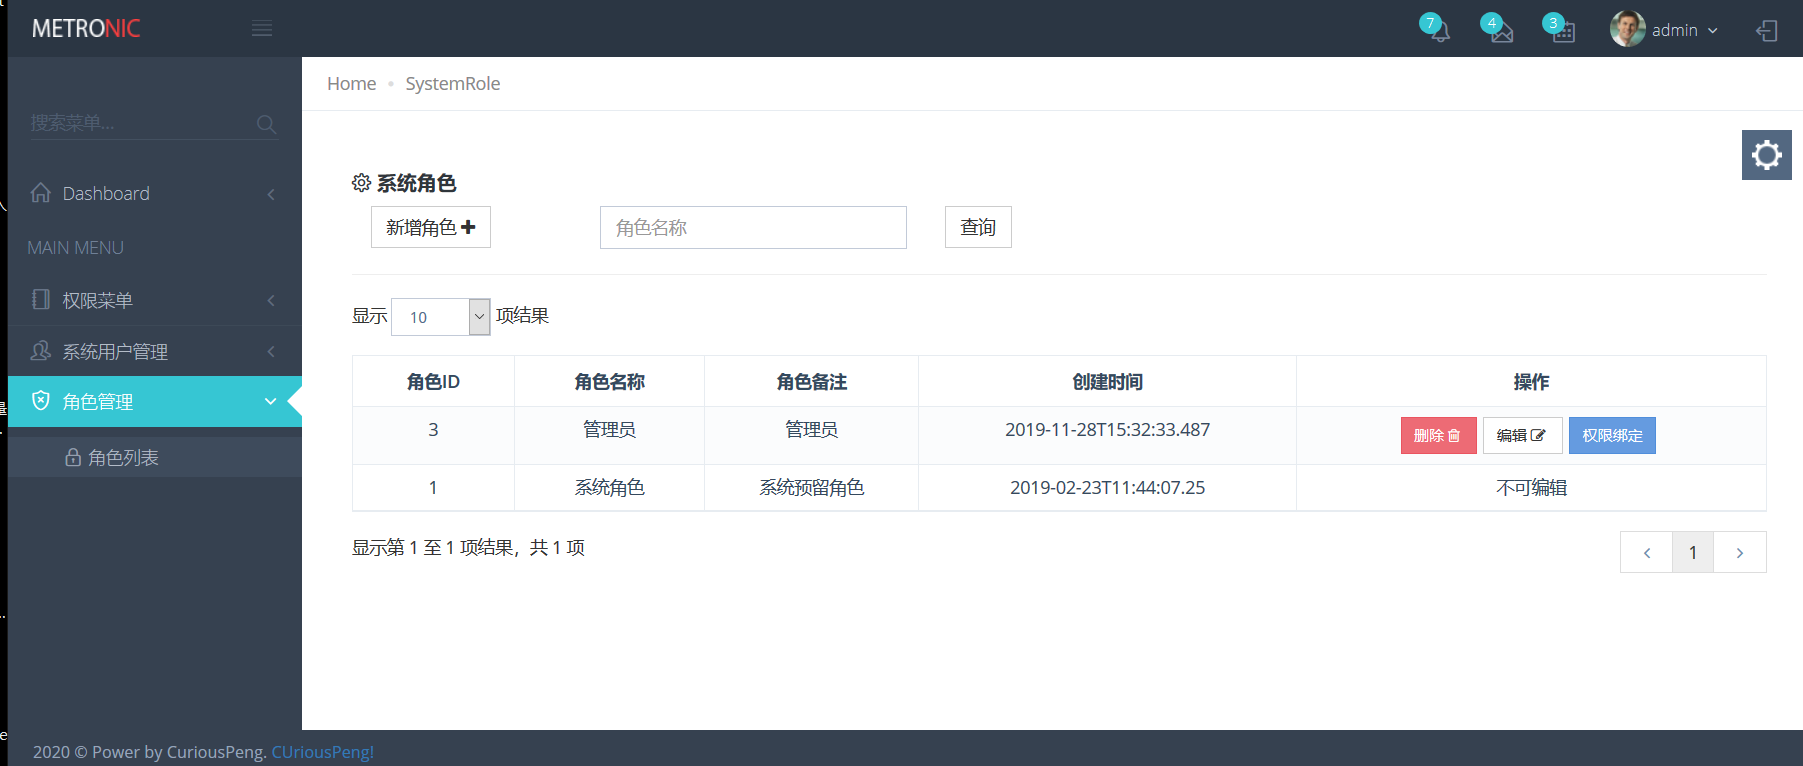 METRONIC
7 4 3 admin
Home • SystemRole
搜索菜单...
Dashboard
MAIN MENU
权限菜单
系统用户管理
角色管理
角色列表
系统角色
新增角色 角色名称 查询
显示 10 项结果
角色ID 角色名称 角色备注 创建时间 操作
3 管理员 管理员 2019-11-28T15:32:33.487 删除 编辑 权限绑定
1 系统角色 系统预留角色 2019-02-23T11:44:07.25 不可编辑
显示第 1 至 1 项结果，共 1 项
1
2020 © Power by CuriousPeng. CUriousPeng!